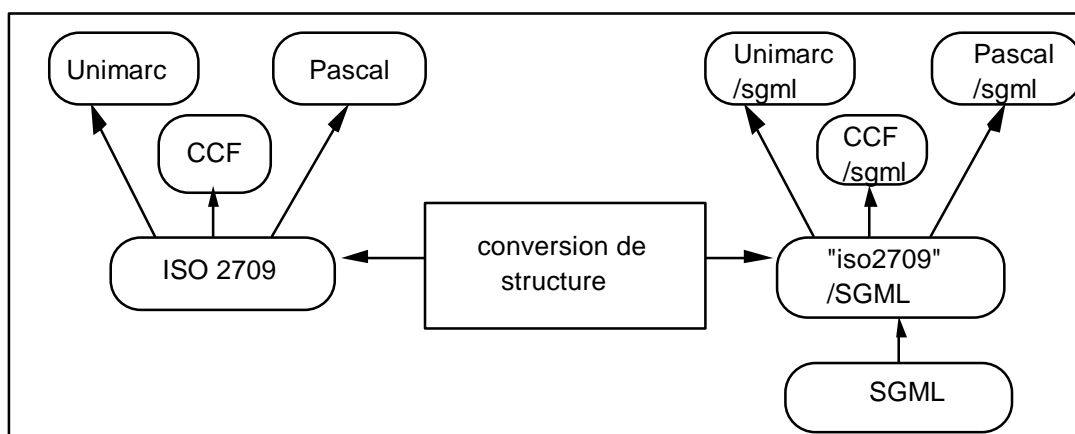 Unimarc
Pascal
CCF
ISO 2709
conversion de
structure
Unimarc
/sgml
Pascal
/sgml
CCF
/sgml
"iso2709"
/SGML
SGML